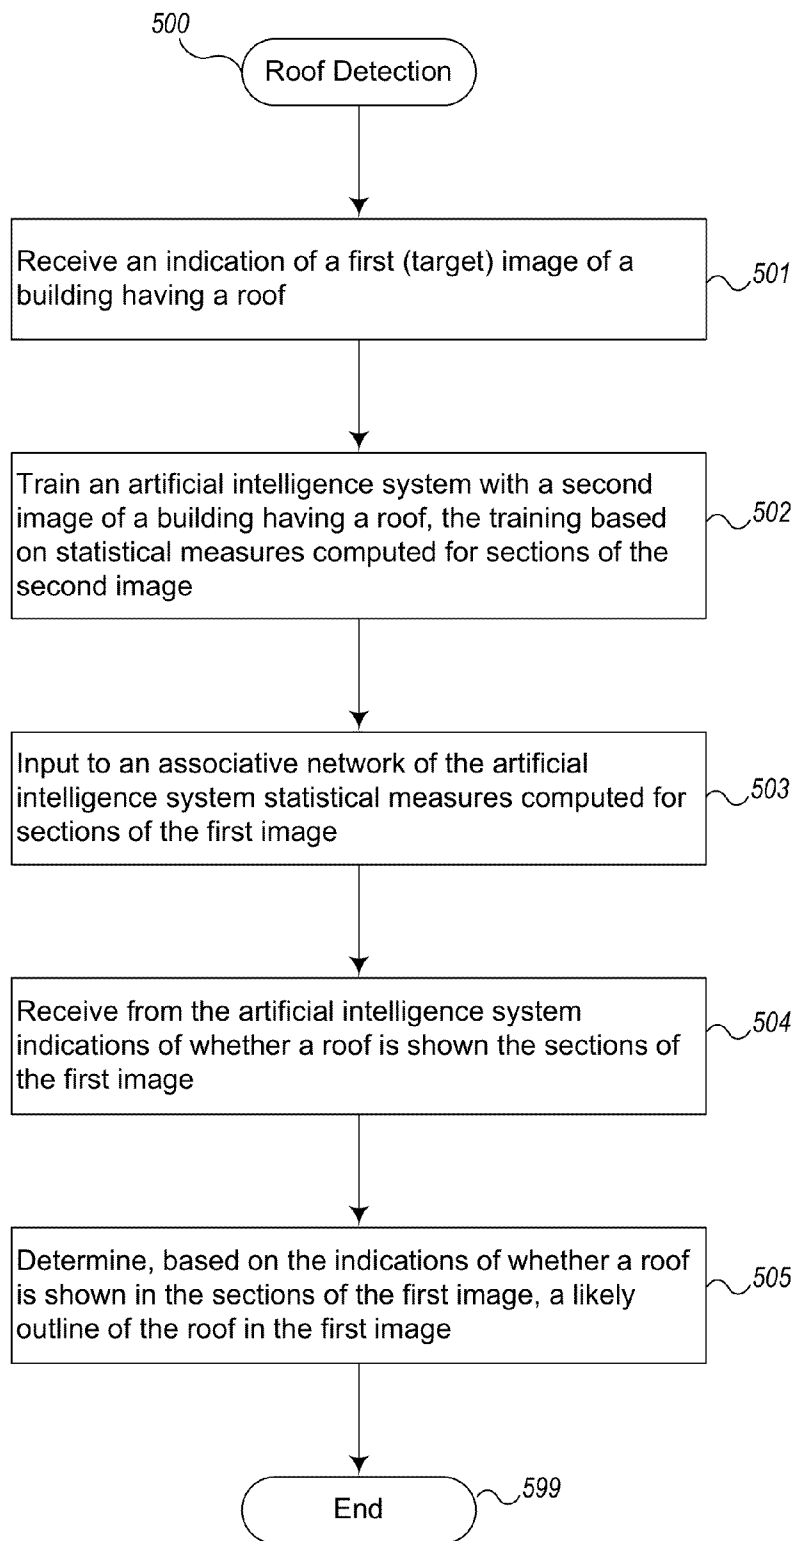 500
Roof Detection
Receive an indication of a first (target) image of a
building having a roof
501
Train an artificial intelligence system with a second
image of a building having a roof, the training based
on statistical measures computed for sections of the
second image
502
Input to an associative network of the artificial
intelligence system statistical measures computed for
sections of the first image
503
Receive from the artificial intelligence system
indications of whether a roof is shown the sections of
the first image
504
Determine, based on the indications of whether a roof
is shown in the sections of the first image, a likely
outline of the roof in the first image
505
End
599